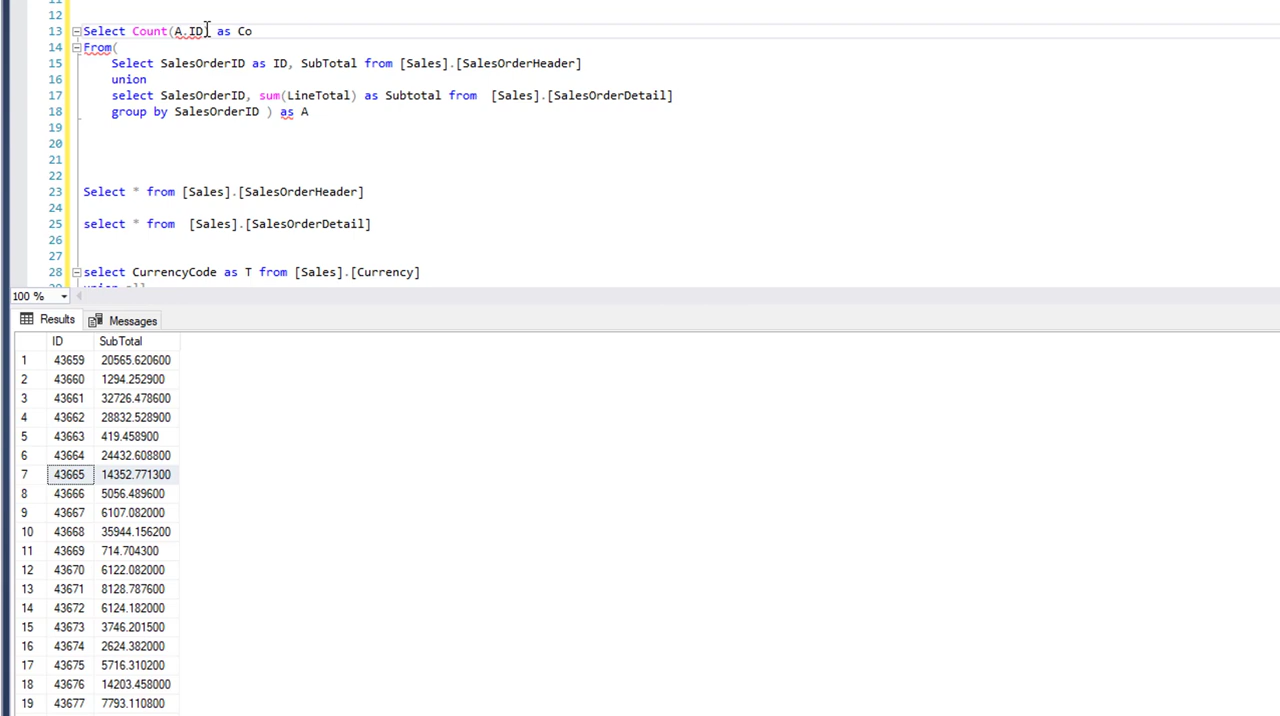 11
12
13 Select Count(A.ID) as Co
14 From(
15 Select SalesOrderID as ID, SubTotal from [Sales].[SalesOrderHeader]
16 union
17 select SalesOrderID, sum(LineTotal) as Subtotal from [Sales].[SalesOrderDetail]
18 group by SalesOrderID ) as A
19
20
21
22
23 Select * from [Sales].[SalesOrderHeader]
24
25 select * from [Sales].[SalesOrderDetail]
26
27
28 select CurrencyCode as T from [Sales].[Currency]
29 union all
100 %
Results Messages
ID SubTotal
1 43659 20565.620600
2 43660 1294.252900
3 43661 32726.478600
4 43662 28832.528900
5 43663 419.458900
6 43664 24432.608800
7 43665 14352.771300
8 43666 5056.489600
9 43667 6107.082000
10 43668 35944.156200
11 43669 714.704300
12 43670 6122.082000
13 43671 8128.787600
14 43672 6124.182000
15 43673 3746.201500
16 43674 2624.382000
17 43675 5716.310200
18 43676 14203.458000
19 43677 7793.110800